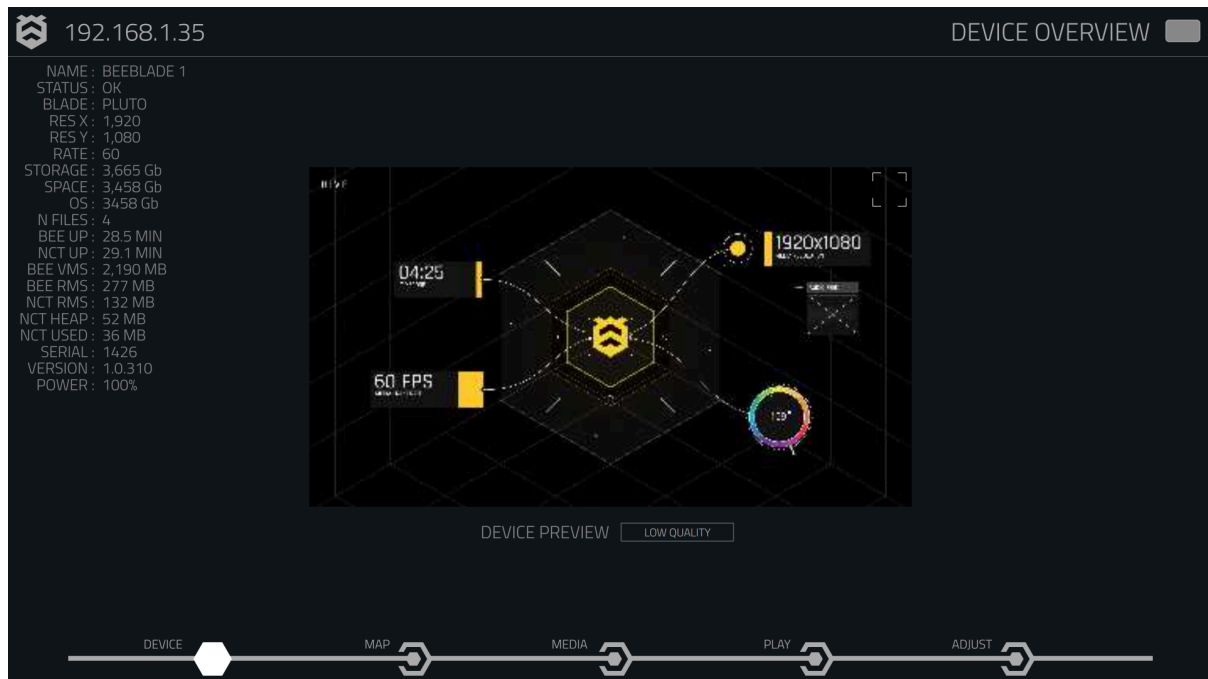 192.168.1.35
DEVICE OVERVIEW
NAME : BEEBLADE 1
STATUS : OK
BLADE : PLUTO
RES X : 1,920
RES Y : 1,080
RATE : 60
STORAGE : 3,665 Gb
SPACE : 3,458 Gb
OS : 3458 Gb
N FILES : 4
BEE UP : 28.5 MIN
NCT UP : 29.1 MIN
BEE VMS : 2,190 MB
BEE RMS : 277 MB
NCT RMS : 132 MB
NCT HEAP : 52 MB
NCT USED : 36 MB
SERIAL : 1426
VERSION : 1.0.310
POWER : 100%
HIVE
1920x1080
04:25
60 FPS
DEVICE PREVIEW
LOW QUALITY
DEVICE
MAP
MEDIA
PLAY
ADJUST